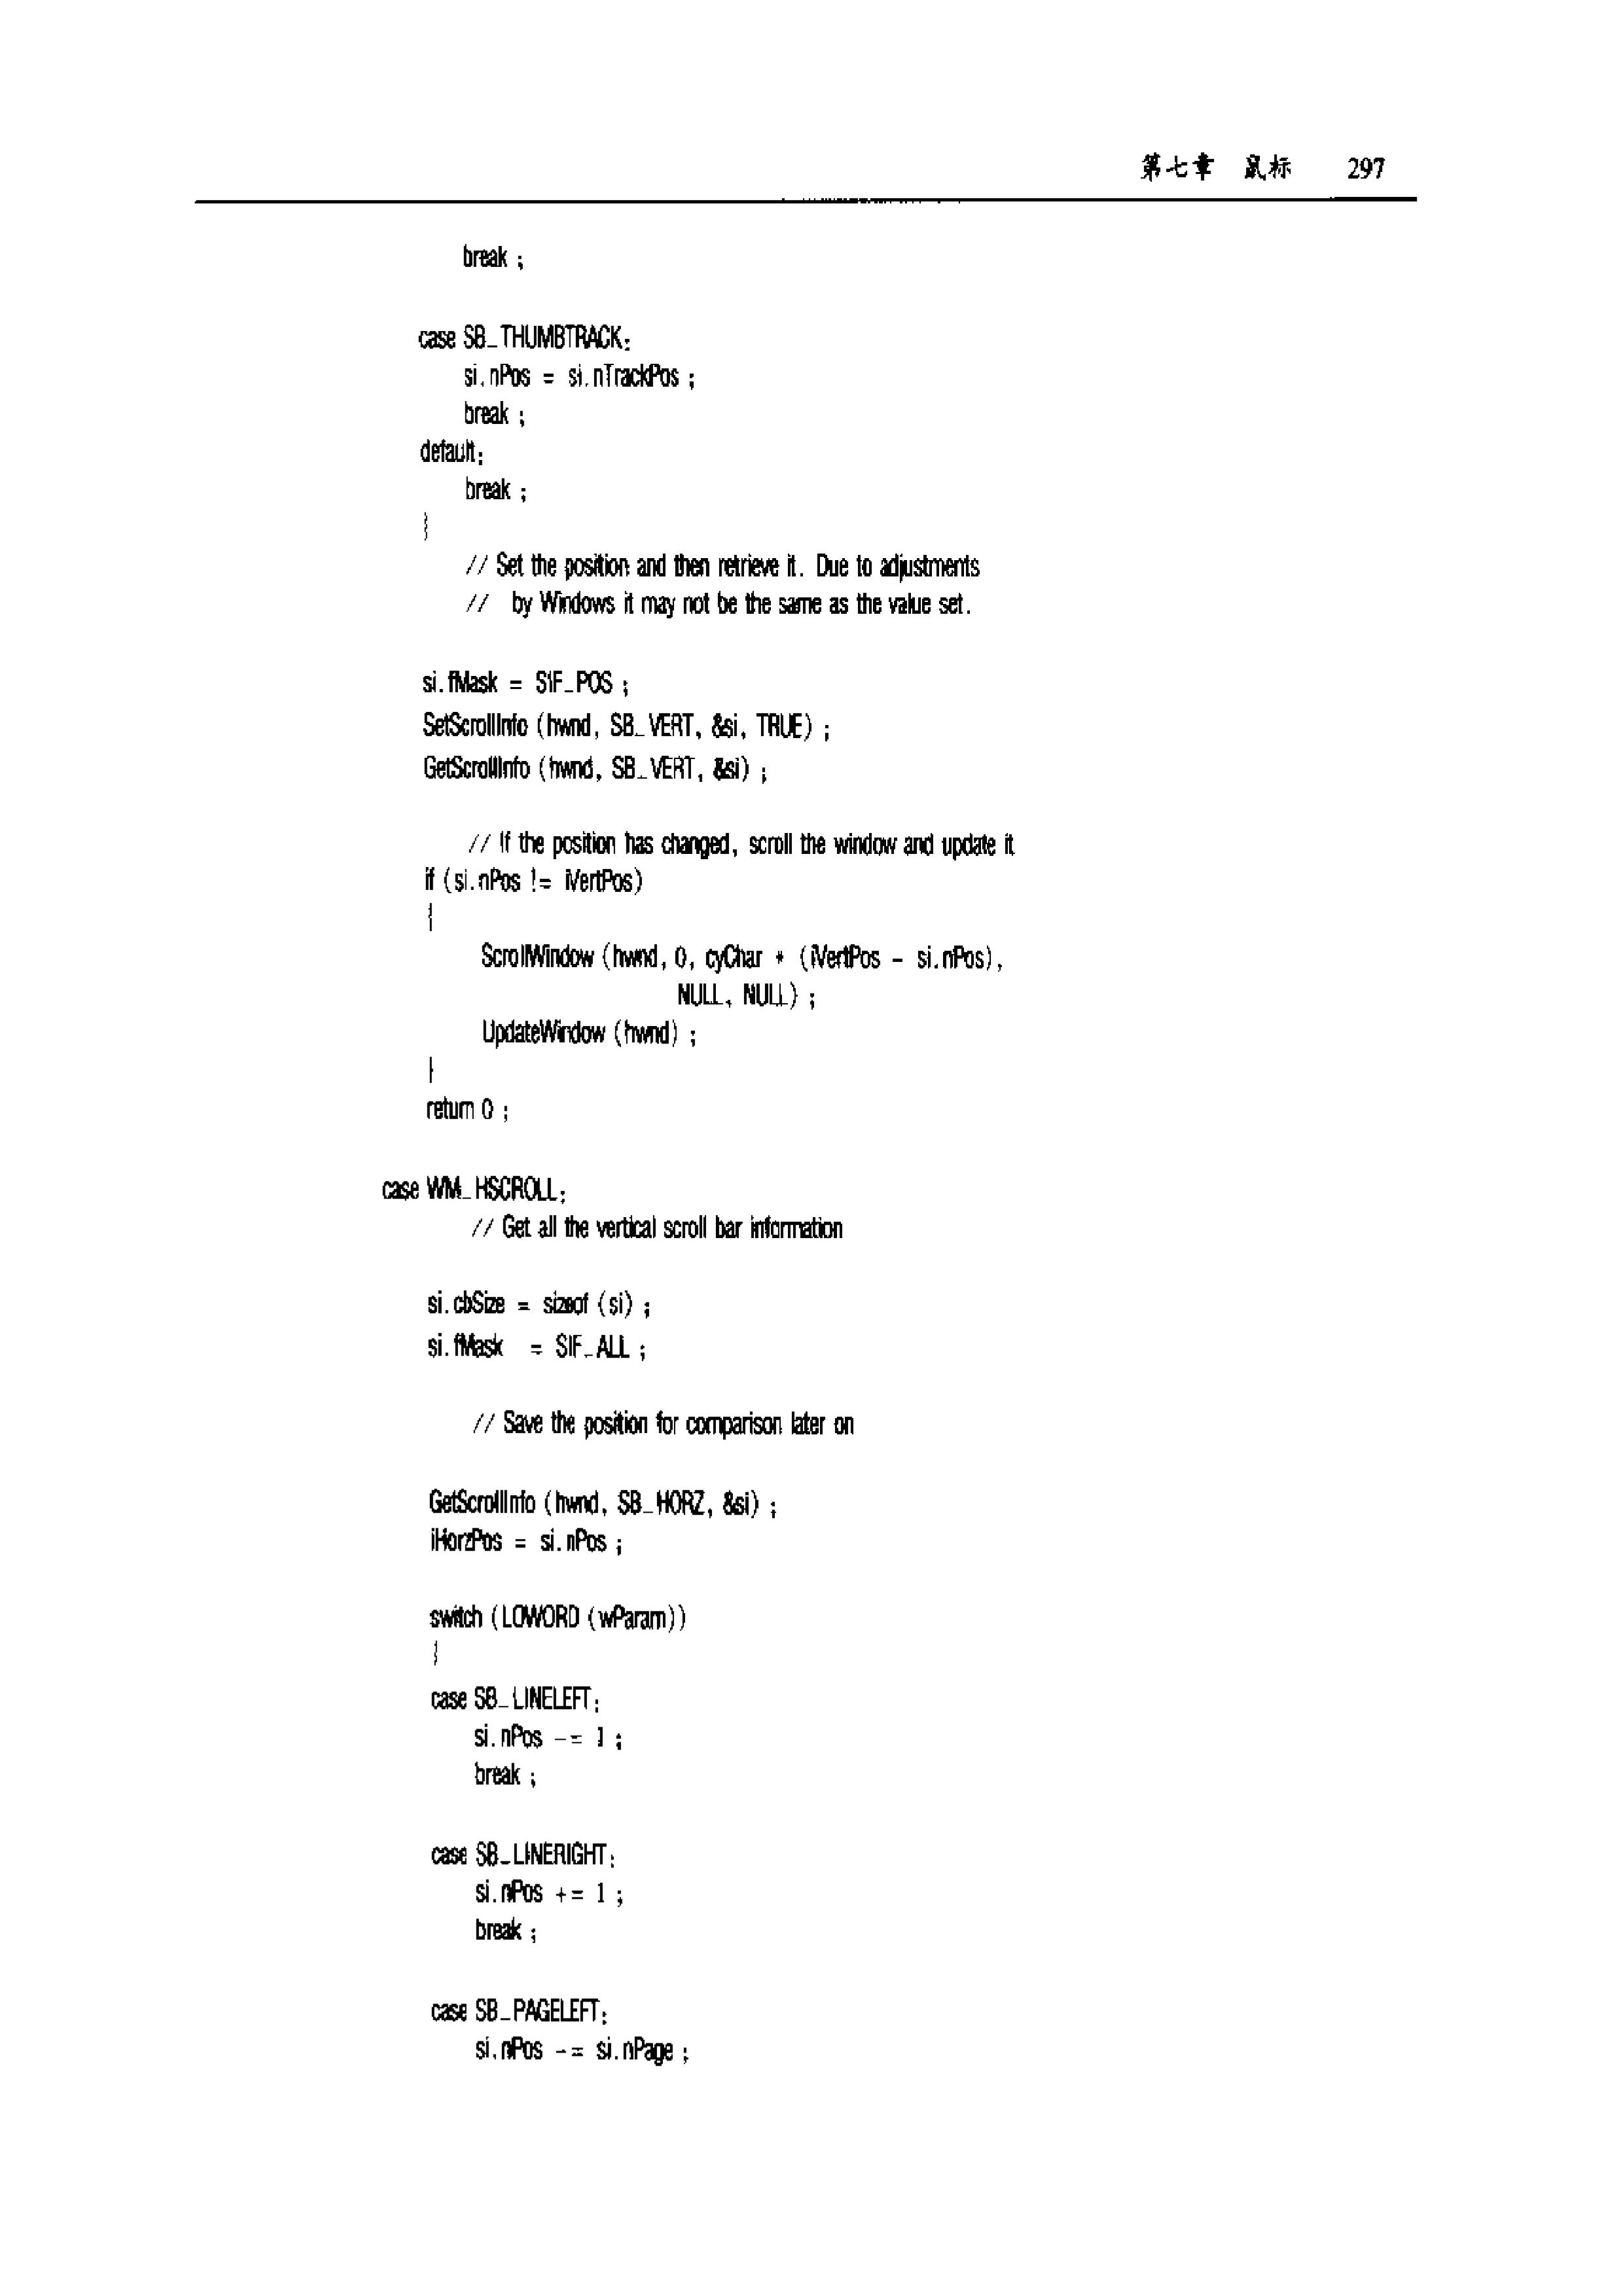 第七章 鼠标 297
break ;
case SB_THUMBTRACK:
si.nPos = si.nTrackPos ;
break ;
default:
break ;
}
// Set the position and then retrieve it. Due to adjustments
// by Windows it may not be the same as the value set.
si.fMask = SIF_POS ;
SetScrollInfo (hwnd, SB_VERT, &si, TRUE) ;
GetScrollInfo (hwnd, SB_VERT, &si) ;
// If the position has changed, scroll the window and update it
if (si.nPos != iVertPos)
{
ScrollWindow (hwnd, 0, cyChar * (iVertPos - si.nPos),
NULL, NULL) ;
UpdateWindow (hwnd) ;
}
return 0 ;
case WM_HSCROLL:
// Get all the vertical scroll bar information
si.cbSize = sizeof (si) ;
si.fMask = SIF_ALL ;
// Save the position for comparison later on
GetScrollInfo (hwnd, SB_HORZ, &si) ;
iHorzPos = si.nPos ;
switch (LOWORD (wParam))
{
case SB_LINELEFT:
si.nPos -= 1 ;
break ;
case SB_LINERIGHT:
si.nPos += 1 ;
break ;
case SB_PAGELEFT:
si.nPos -= si.nPage ;